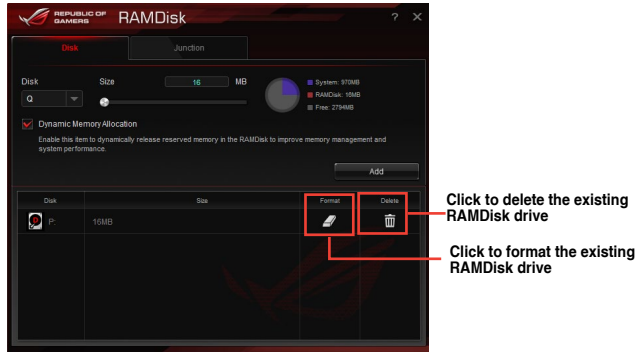 REPUBLIC OF
GAMERS
RAMDisk
? ×
Disk
Junction
Disk
Size
16
MB
Q
System: 970MB
RAMDisk: 16MB
Free: 2794MB
Dynamic Memory Allocation
Enable this item to dynamically release reserved memory in the RAMDisk to improve memory management and
system performance.
Add
Disk
Size
Format
Delete
P:
16MB
Click to delete the existing
RAMDisk drive
Click to format the existing
RAMDisk drive